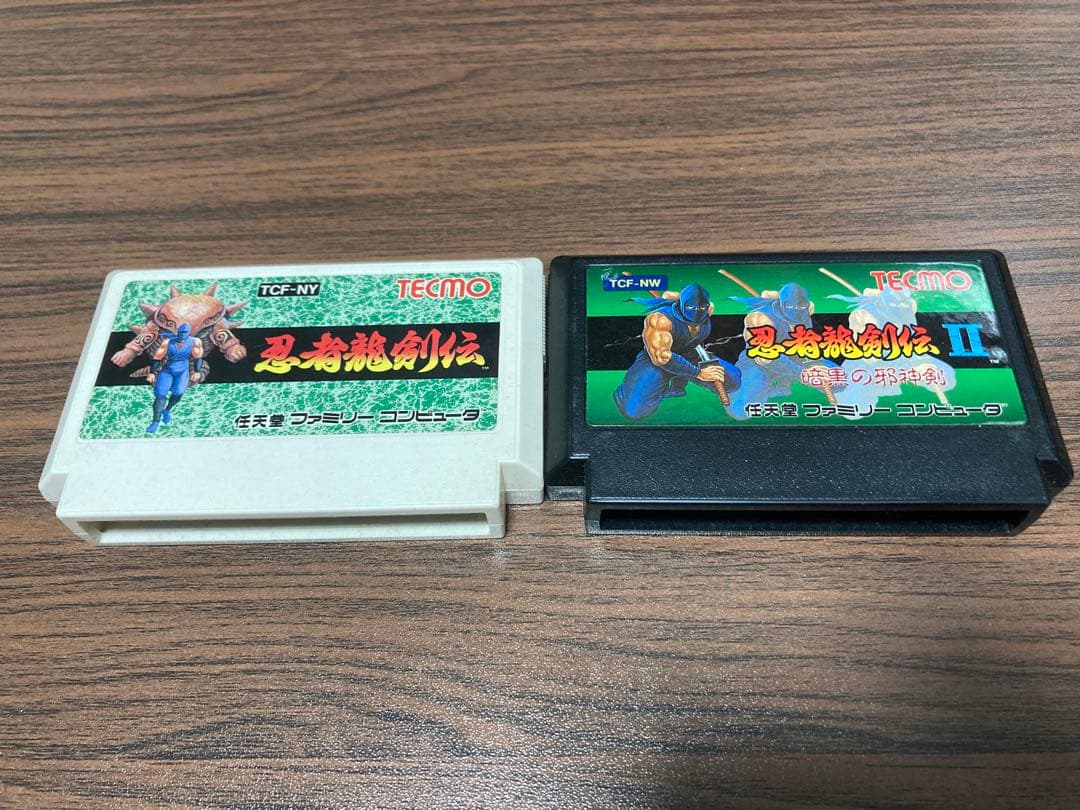 TCF-NY
TECMO
忍者龍剣伝
TM
任天堂 ファミリー コンピュータ
TCF-NW
TECMO
忍者龍剣伝 II
暗黒の邪神剣
任天堂 ファミリー コンピュータ